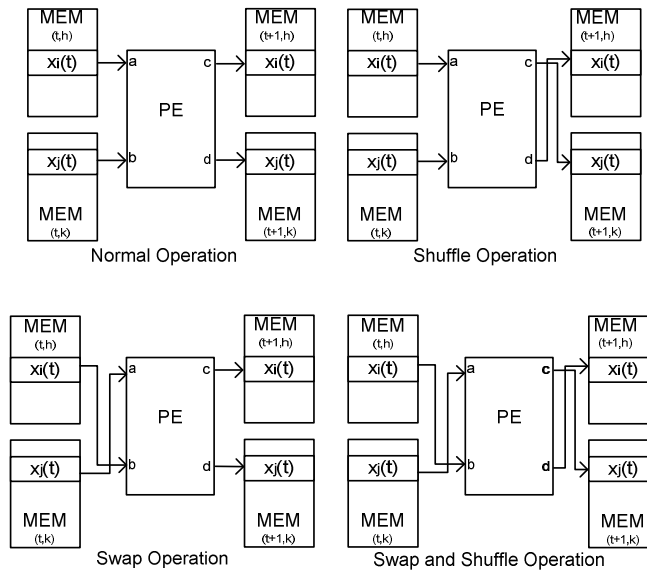 MEM
(t,h)
xi(t)
a
b
PE
c
d
xj(t)
MEM
(t,k)
MEM
(t+1,h)
xi(t)
xj(t)
MEM
(t+1,k)
Normal Operation
MEM
(t,h)
xi(t)
a
b
PE
c
d
xj(t)
MEM
(t,k)
MEM
(t+1,h)
xi(t)
xj(t)
MEM
(t+1,k)
Shuffle Operation
MEM
(t,h)
xi(t)
a
b
PE
c
d
xj(t)
MEM
(t,k)
MEM
(t+1,h)
xi(t)
xj(t)
MEM
(t+1,k)
Swap Operation
MEM
(t,h)
xi(t)
a
b
PE
c
d
xj(t)
MEM
(t,k)
MEM
(t+1,h)
xi(t)
xj(t)
MEM
(t+1,k)
Swap and Shuffle Operation